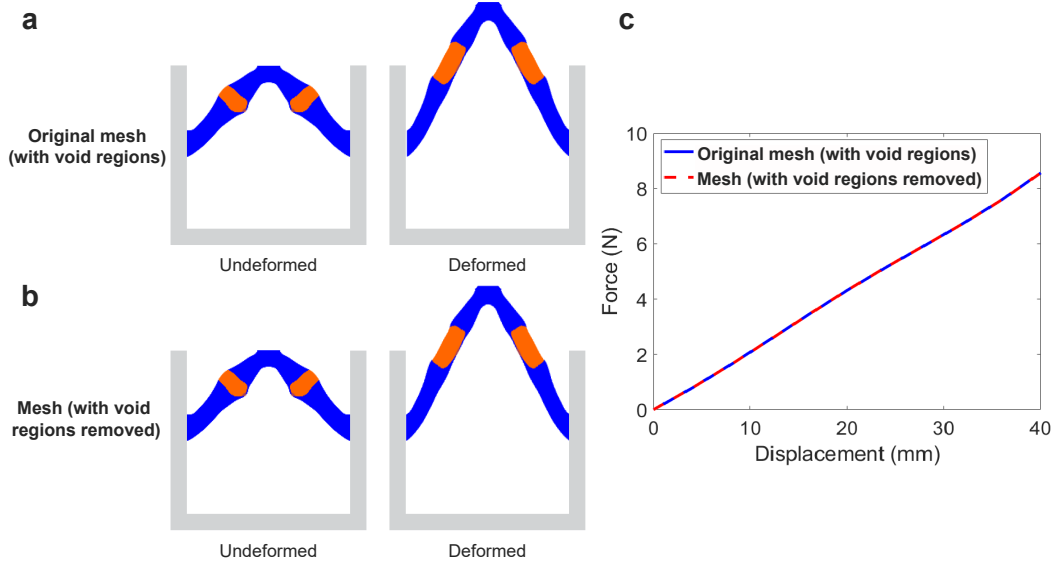 a
Original mesh
(with void regions)
Undeformed
Deformed
b
Mesh (with void
regions removed)
Undeformed
Deformed
c
Original mesh (with void regions)
Mesh (with void regions removed)
Force (N)
10
8
6
4
2
0
0
10
20
30
40
Displacement (mm)